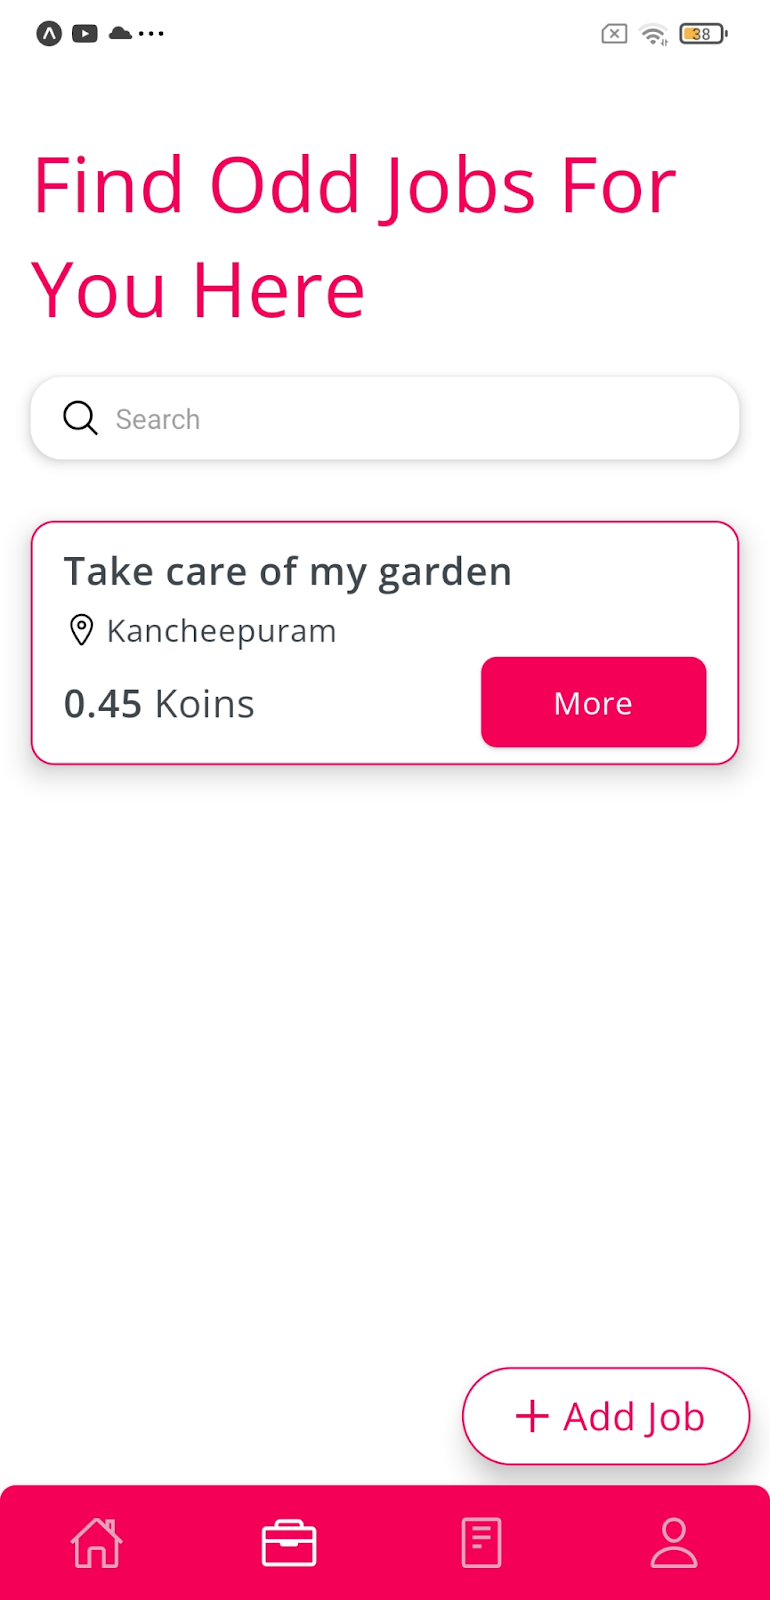 38
Find Odd Jobs For
You Here
Search
Take care of my garden
Kancheepuram
0.45 Koins
More
Add Job